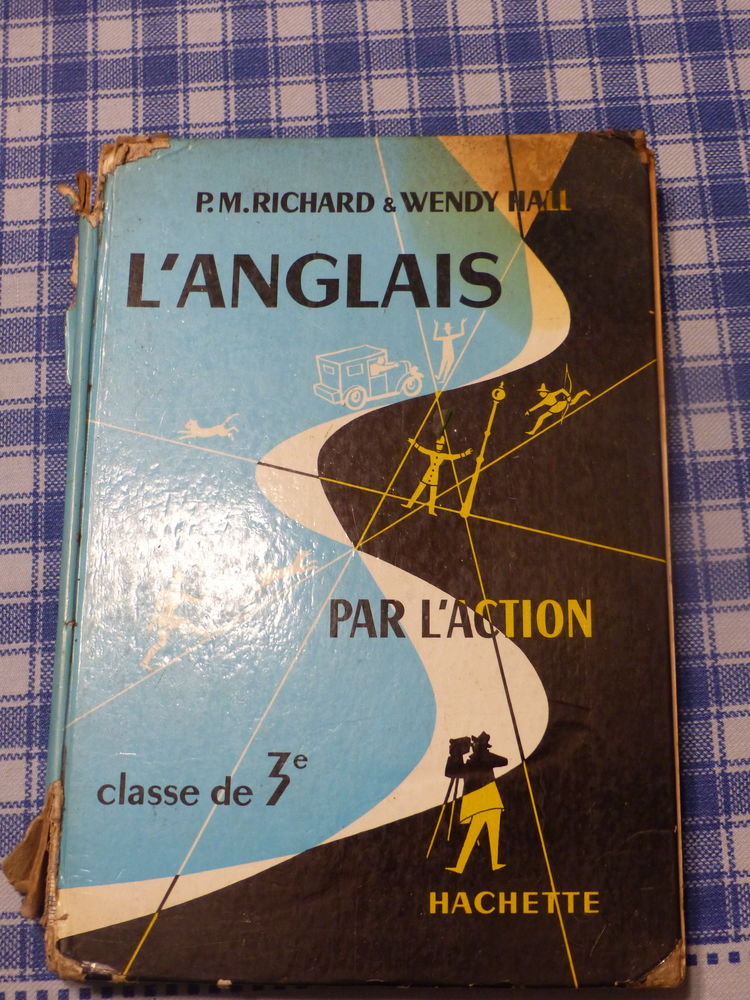 P.M.RICHARD & WENDY HALL
L'ANGLAIS
PAR L'ACTION
classe de 3e
HACHETTE